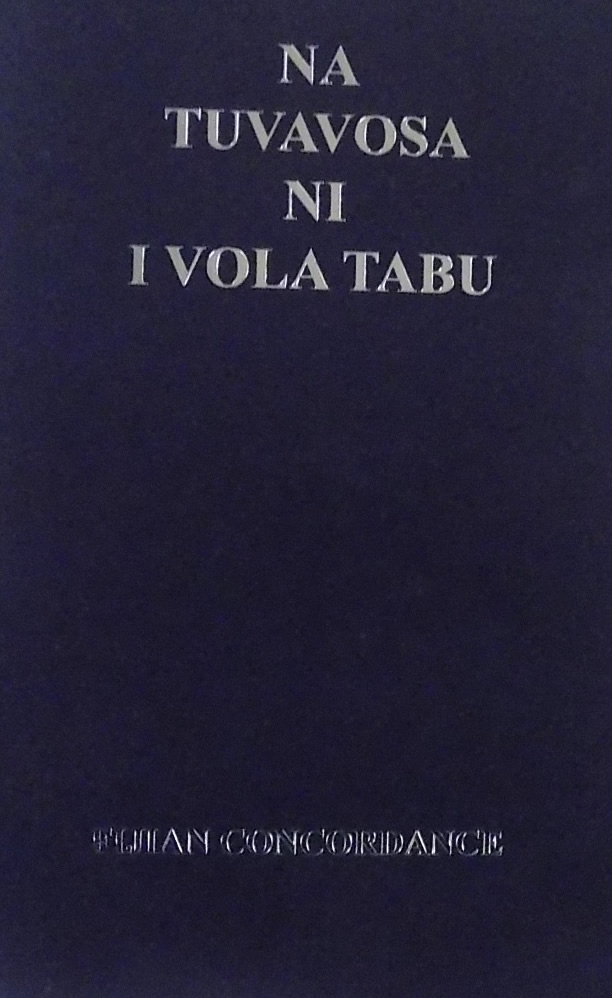 NA
TUVAVOSA
NI
I VOLA TABU
FIJIAN CONCORDANCE